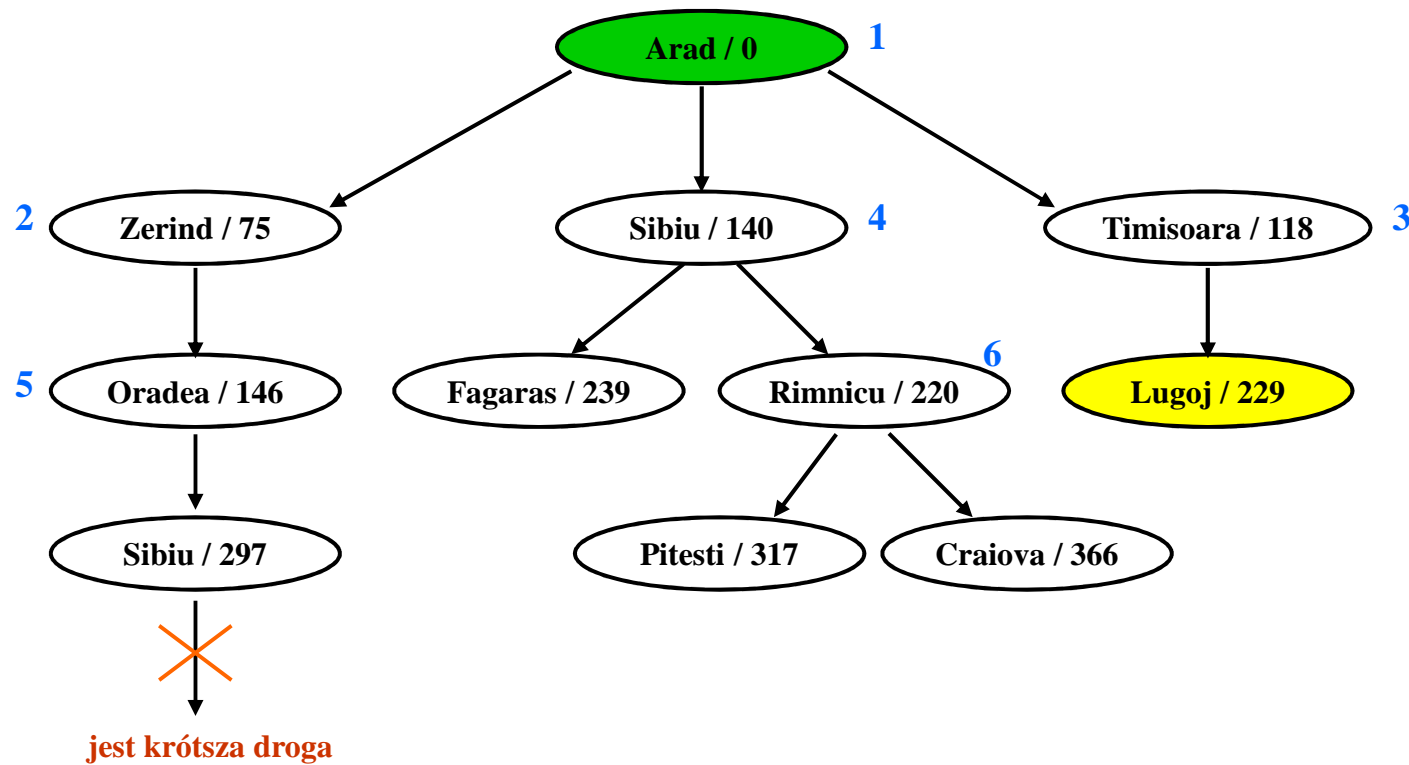 Arad / 0
1
2
Zerind / 75
Sibiu / 140
4
Timisoara / 118
3
5
Oradea / 146
Fagaras / 239
Rimnicu / 220
6
Lugoj / 229
Sibiu / 297
Pitesti / 317
Craiova / 366
jest krótsza droga